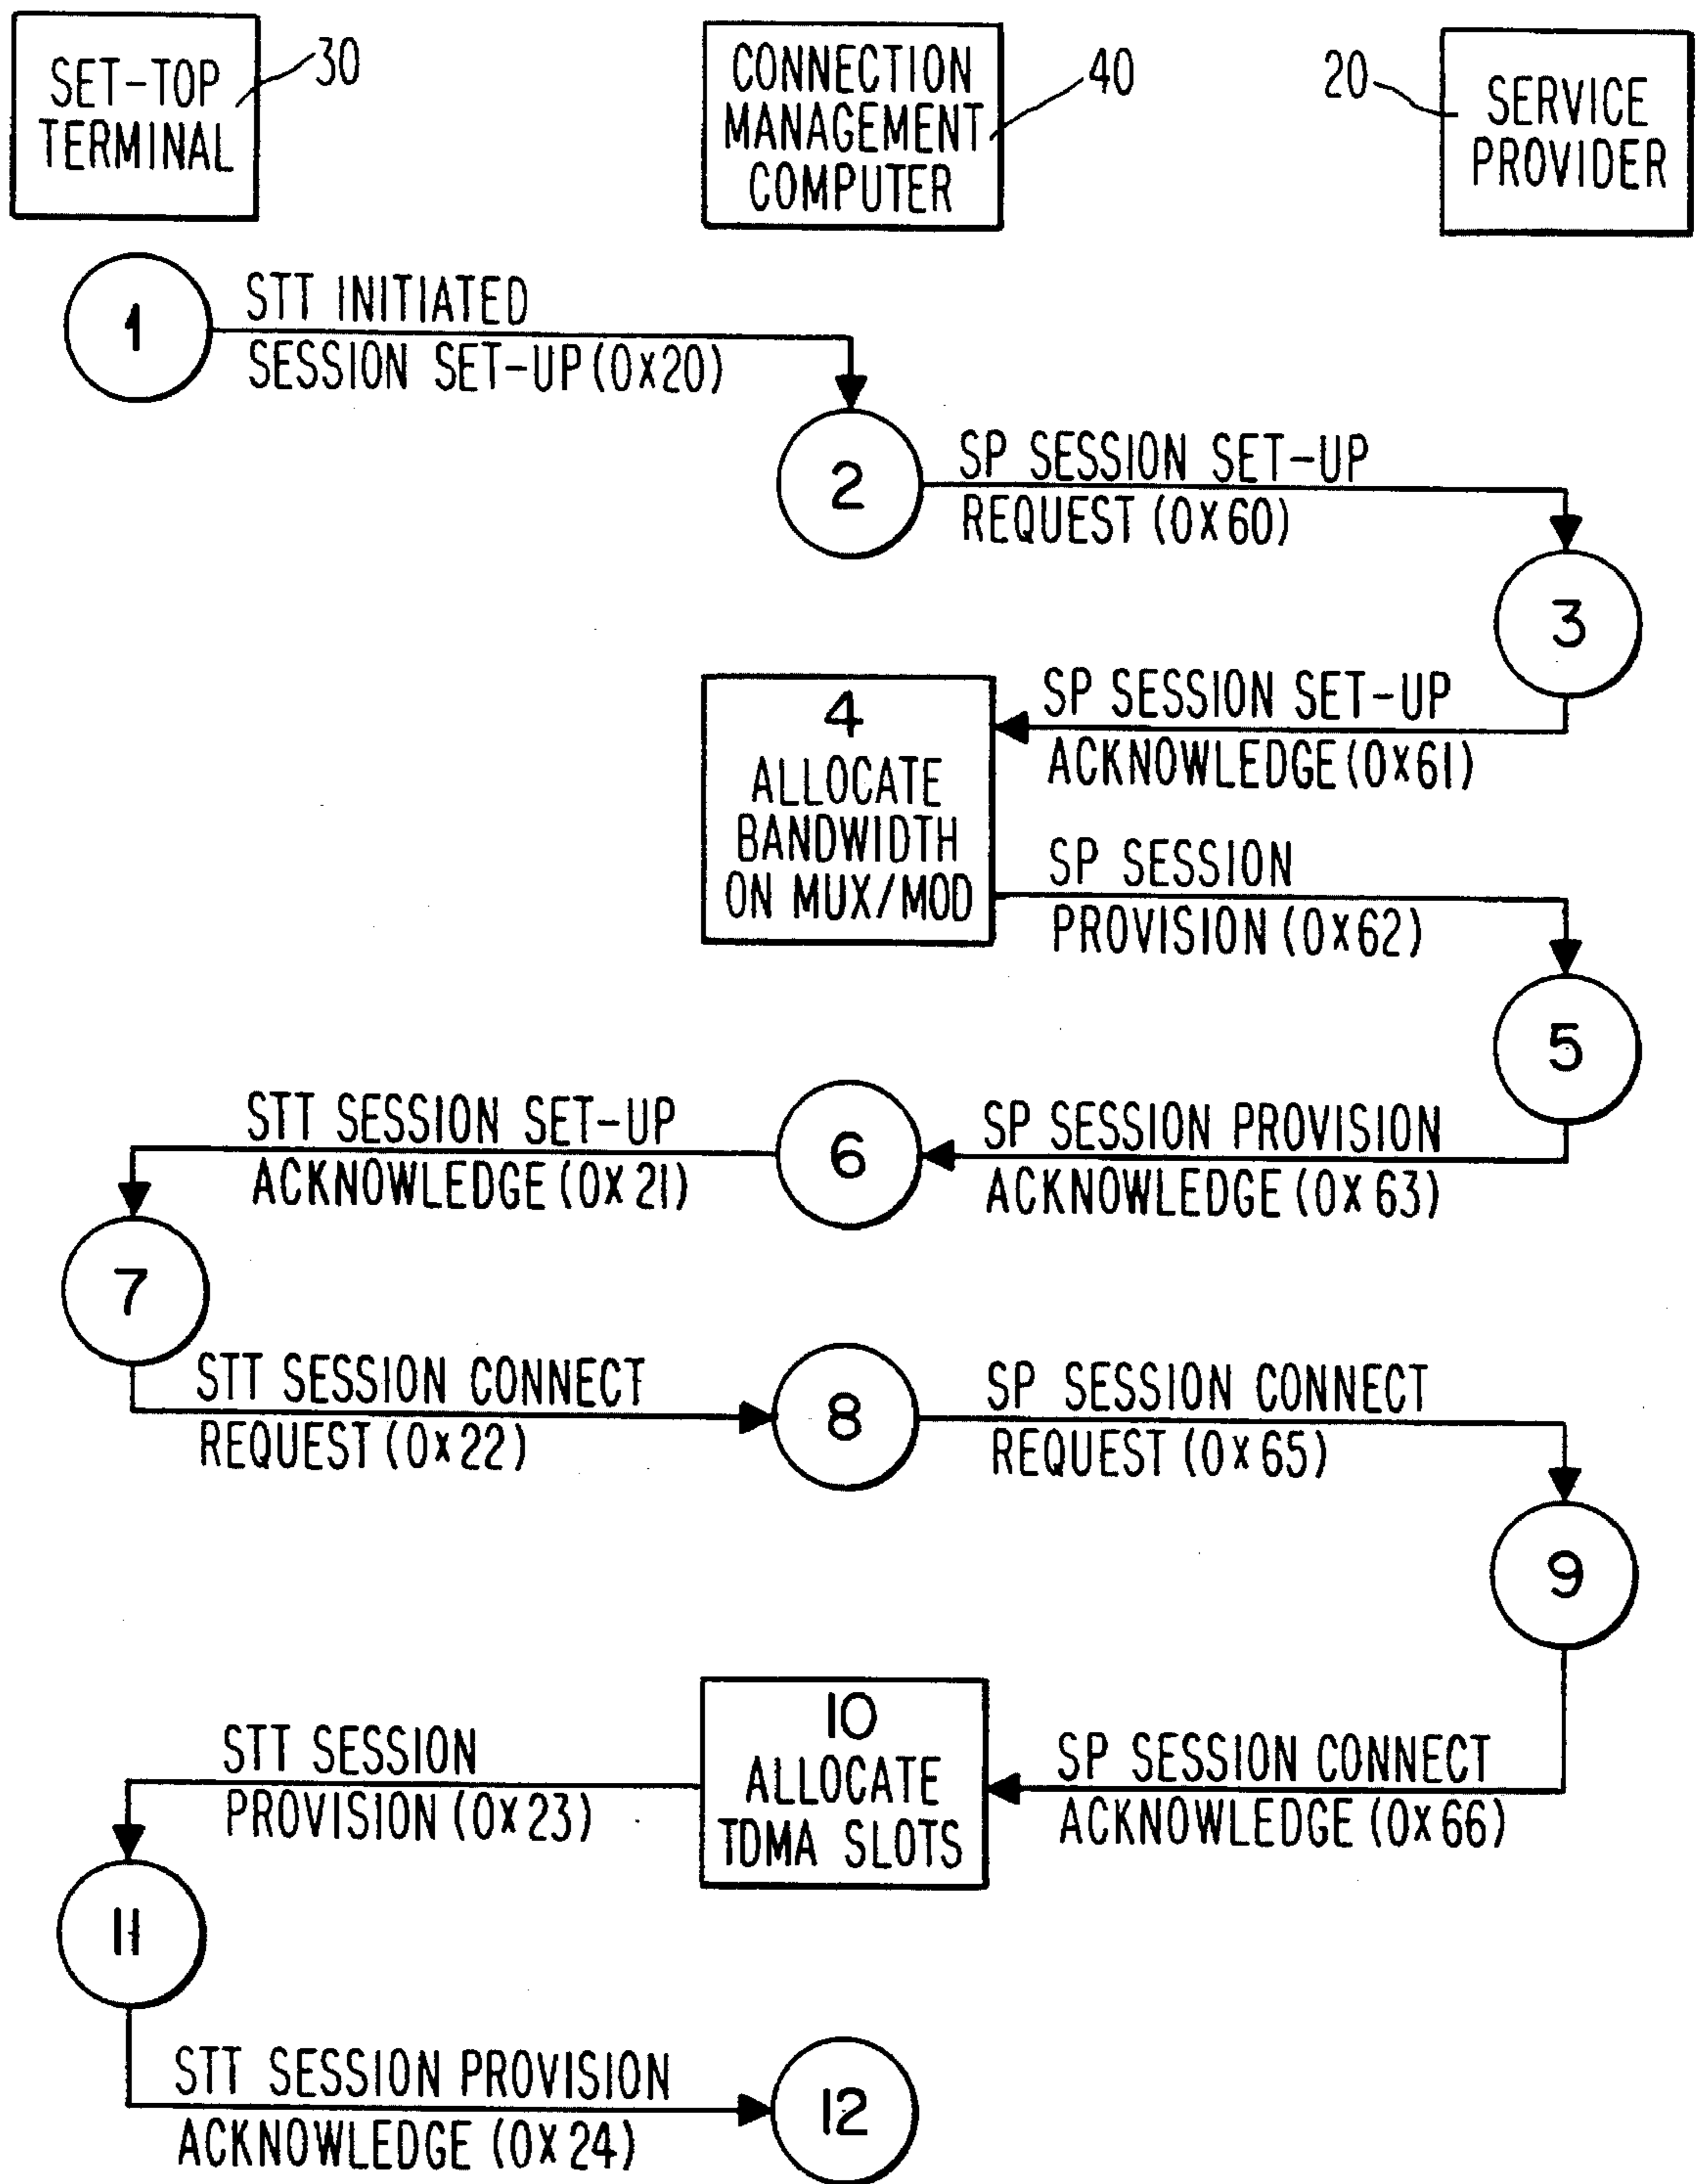 SET-TOP
TERMINAL
30
CONNECTION
MANAGEMENT
COMPUTER
40
20
SERVICE
PROVIDER
1
STT INITIATED
SESSION SET-UP (0x20)
2
SP SESSION SET-UP
REQUEST (0X60)
3
SP SESSION SET-UP
ACKNOWLEDGE (0X61)
4
ALLOCATE
BANDWIDTH
ON MUX/MOD
SP SESSION
PROVISION (0X62)
5
STT SESSION SET-UP
ACKNOWLEDGE (0X21)
6
SP SESSION PROVISION
ACKNOWLEDGE (0X63)
7
STT SESSION CONNECT
REQUEST (0x22)
8
SP SESSION CONNECT
REQUEST (0x65)
9
STT SESSION
PROVISION (0X23)
10
ALLOCATE
TDMA SLOTS
SP SESSION CONNECT
ACKNOWLEDGE (0X66)
11
STT SESSION PROVISION
ACKNOWLEDGE (0X24)
12